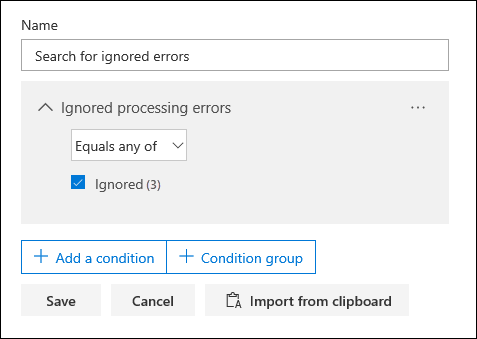 Name
Search for ignored errors
Ignored processing errors
Equals any of
Ignored (3)
Add a condition Condition group
Save Cancel Import from clipboard